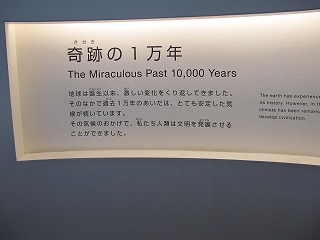 きせき
奇跡の1万年
The Miraculous Past 10,000 Years
地球は誕生以来、激しい変化をくり返してきました。
そのなかで過去1万年のあいだは、とても安定した気
候が続いています。
その気候のおかげで、私たち人類は文明を発展させる
ことができました。
The earth has experienced
its history. However, in th
climate has been remark
develop civilization.